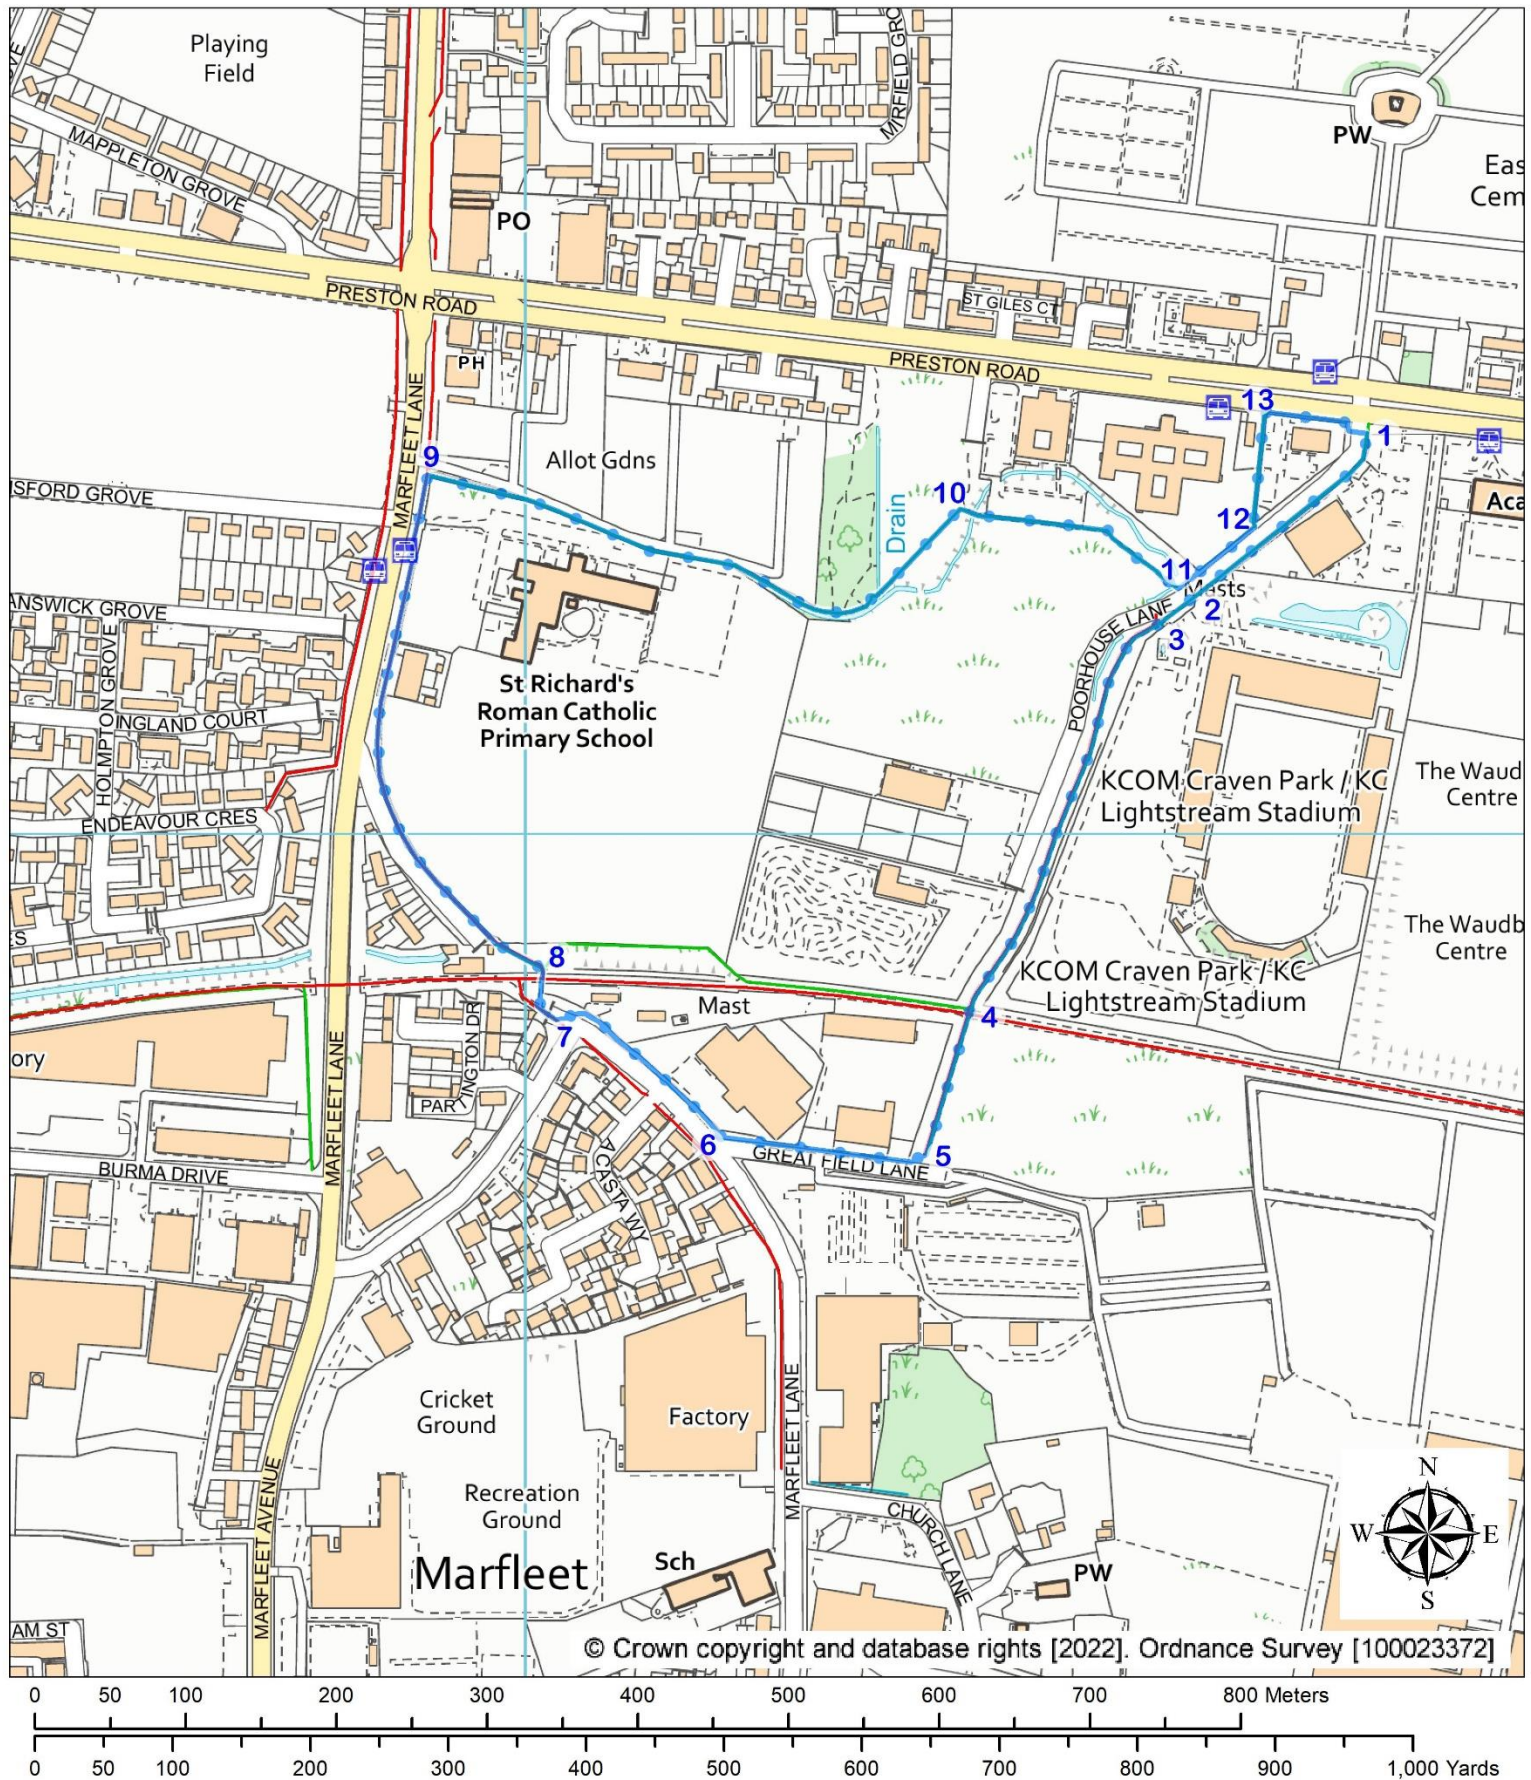 Playing
Field
MIRFIELD GRO
MAPPLETON GROVE
PW
Eas
Cem
PO
PRESTON ROAD
ST GILES CT
PH
PRESTON ROAD
MARFLEET LANE
13
1
9
Allot Gdns
SFORD GROVE
10
Aca
Drain
12
11
Masts
2
ANSWICK GROVE
POORHOUSE LANE
3
St Richard's
Roman Catholic
Primary School
HOLMPTON GROVE
INGLAND COURT
KCOM Craven Park / KC
Lightstream Stadium
The Waud
Centre
ENDEAVOUR CRES
ES
The Waudb
Centre
8
KCOM Craven Park / KC
Lightstream Stadium
Mast
4
7
ory
INGTON DR
PAR
MARFLEET LANE
6
GREAT FIELD LANE
5
BURMA DRIVE
ACASTA WY
Cricket
Ground
Factory
MARFLEET LANE
N
W
E
S
Recreation
Ground
CHURCH LANE
MARFLEET AVENUE
Marfleet
Sch
PW
AM ST
© Crown copyright and database rights [2022]. Ordnance Survey [100023372]
0 50 100 200 300 400 500 600 700 800 Meters
0 50 100 200 300 400 500 600 700 800 900 1,000 Yards